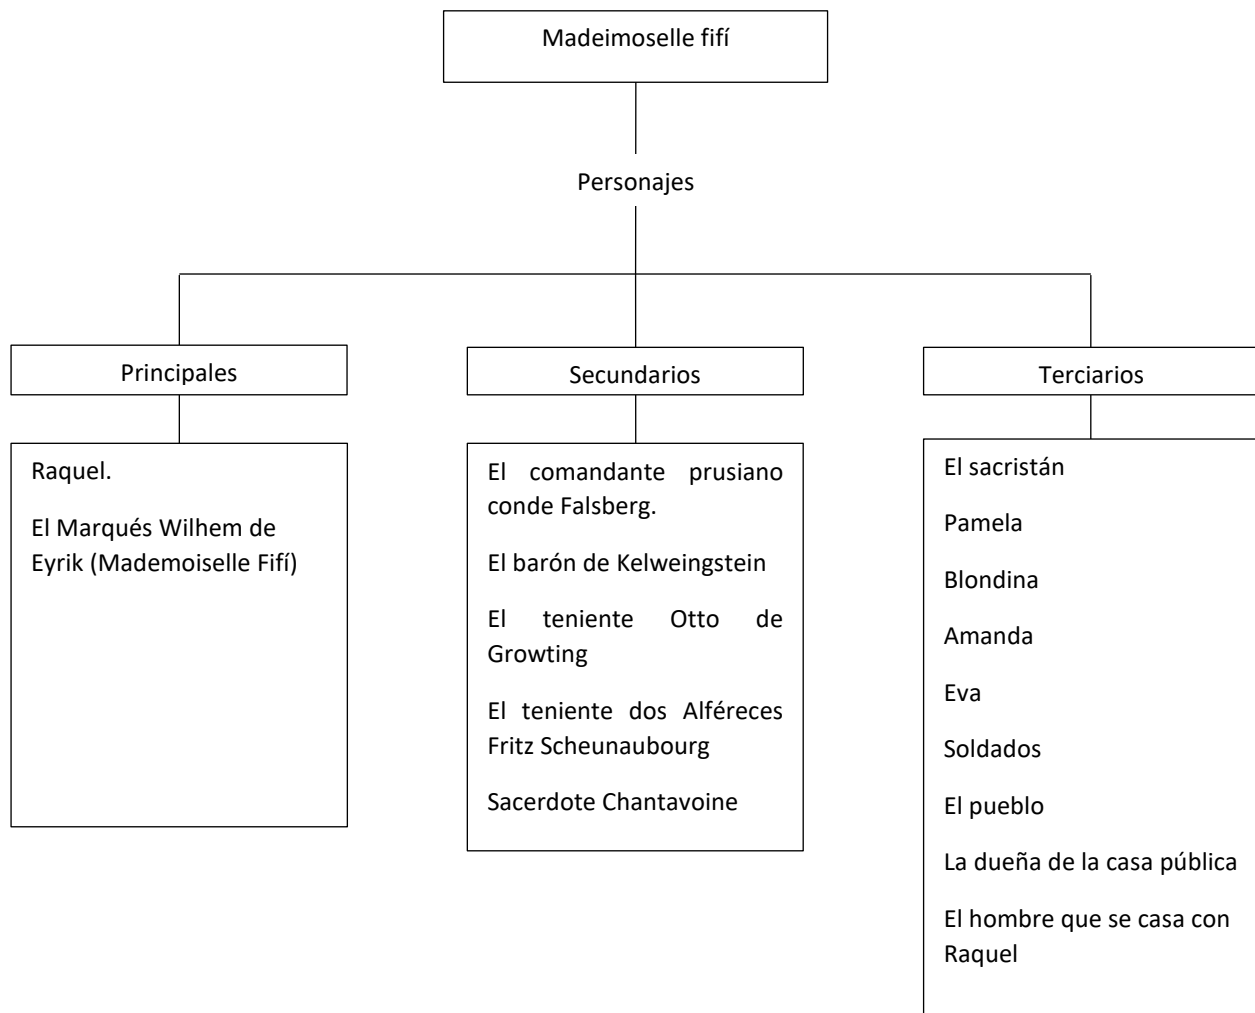 Madeimoselle fifí
Personajes
Principales
Raquel.
El Marqués Wilhem de
Eyrik (Mademoiselle Fifí)
Secundarios
El comandante prusiano
conde Falsberg.
El barón de Kelweingstein
El teniente Otto de
Growting
El teniente dos Alféreces
Fritz Scheunaubourg
Sacerdote Chantavoine
Terciarios
El sacristán
Pamela
Blondina
Amanda
Eva
Soldados
El pueblo
La dueña de la casa pública
El hombre que se casa con
Raquel